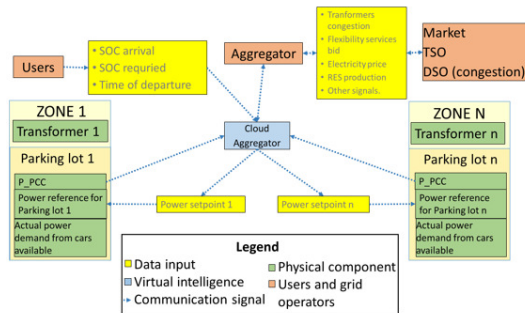 Users
• SOC arrival
• SOC requried
• Time of departure
Aggregator
• Tranformers
congestion
• Flexibility services
bid
• Electricity price
• RES production
• Other signals.
Market
TSO
DSO (congestion)
ZONE 1
Transformer 1
Parking lot 1
P_PCC
Power reference for
Parking lot 1
Actual power
demand from cars
available
Cloud
Aggregator
Power setpoint 1
Power setpoint n
ZONE N
Transformer n
Parking lot n
P_PCC
Power reference
for Parking lot n
Actual power
demand from cars
available
Legend
Data input
Virtual intelligence
Communication signal
Physical component
Users and grid
operators